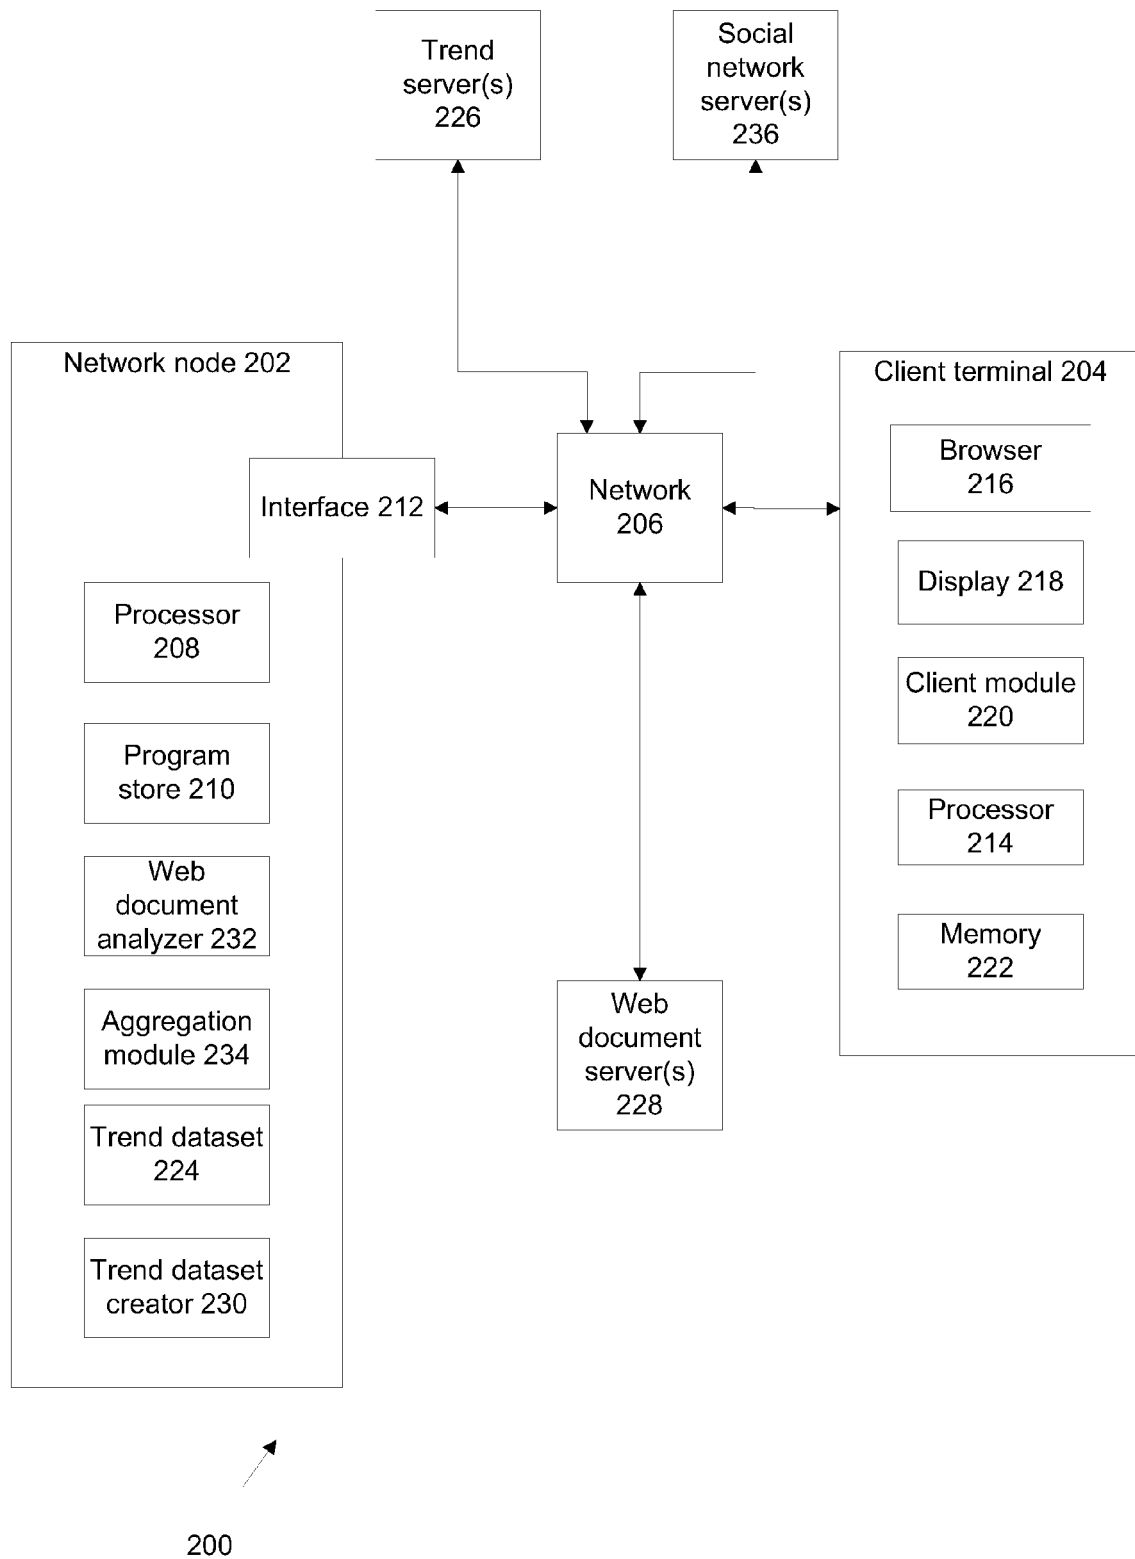 Trend
server(s)
226
Social
network
server(s)
236
Network node 202
Interface 212
Processor
208
Program
store 210
Web
document
analyzer 232
Aggregation
module 234
Trend dataset
224
Trend dataset
creator 230
Network
206
Web
document
server(s)
228
Client terminal 204
Browser
216
Display 218
Client module
220
Processor
214
Memory
222
200